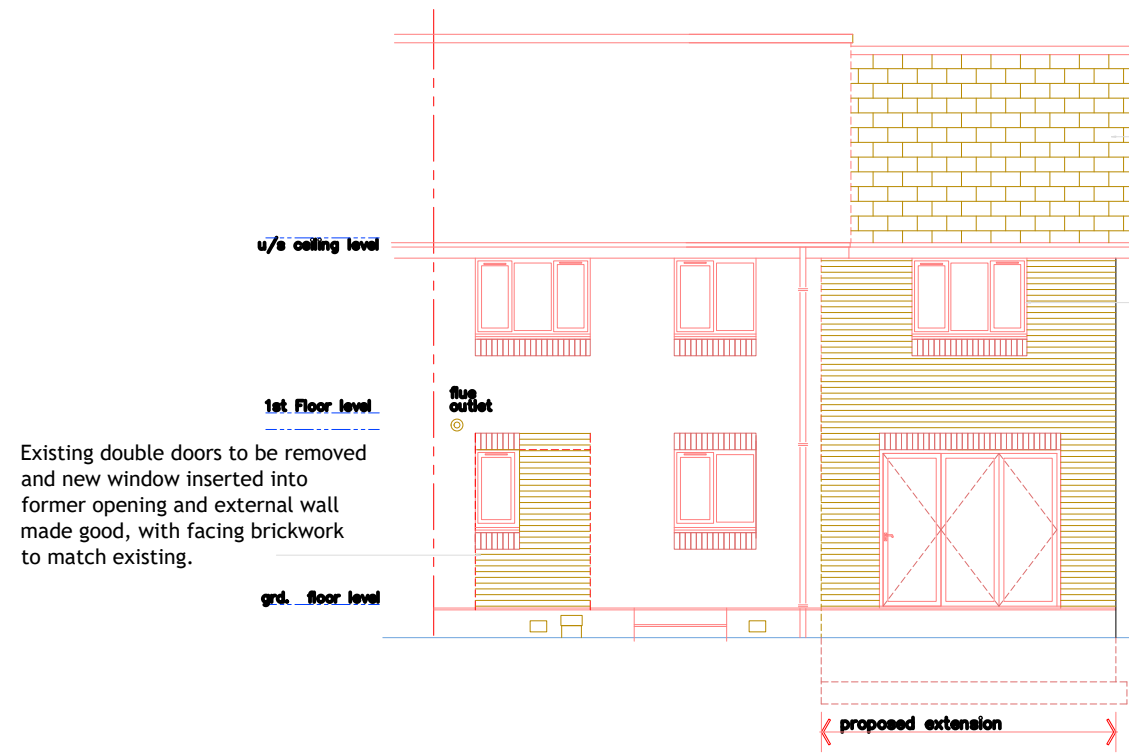 u/s ceiling level
flue
outlet
1st Floor level
Existing double doors to be removed
and new window inserted into
former opening and external wall
made good, with facing brickwork
to match existing.
grd. floor level
proposed extension